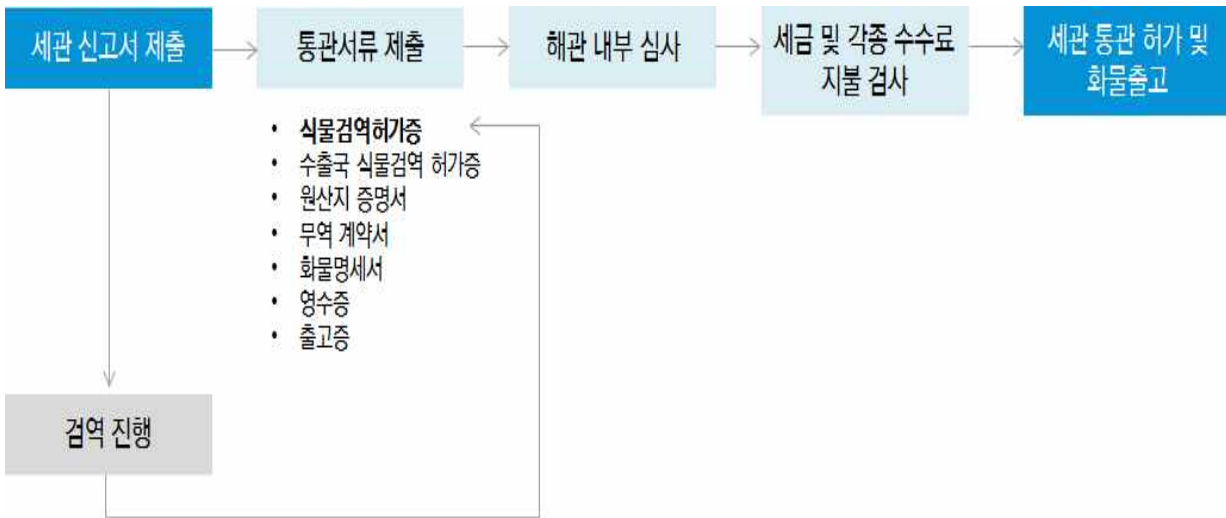 세관 신고서 제출
통관서류 제출
해관 내부 심사
세금 및 각종 수수료
지불 검사
세관 통관 허가 및
화물출고
• 식물검역허가증
• 수출국 식물검역 허가증
• 원산지 증명서
• 무역 계약서
• 화물명세서
• 영수증
• 출고증
검역 진행